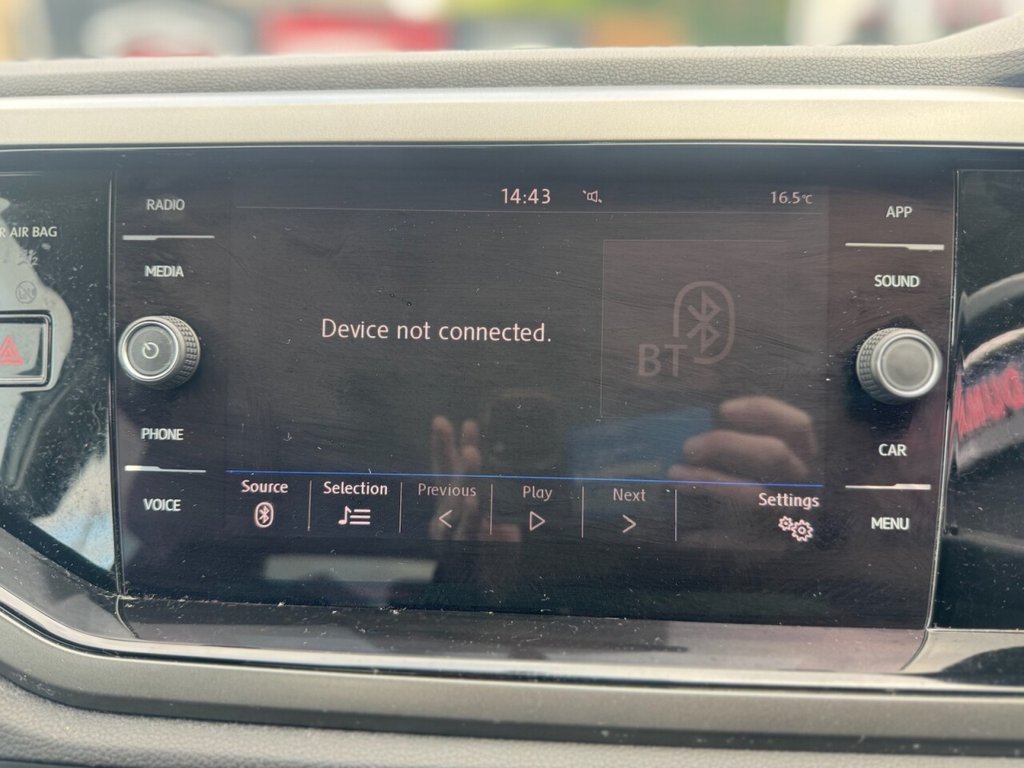 14:43
16.5°C
R AIR BAG
RADIO
MEDIA
PHONE
VOICE
Device not connected.
BT
APP
SOUND
CAR
MENU
Source
Selection
Previous
Play
Next
Settings